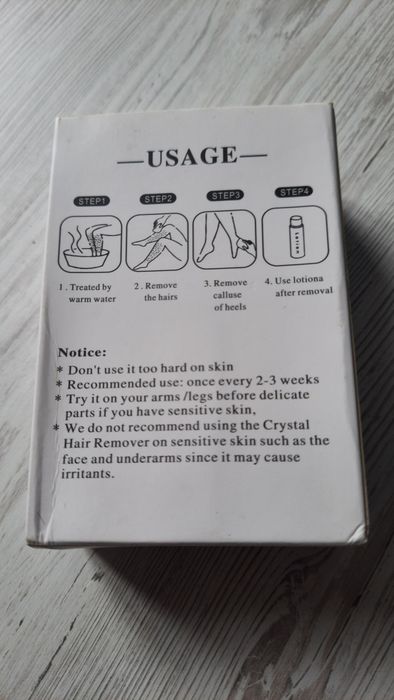 —USAGE—
STEP1 STEP2 STEP3 STEP4
LOTION
1. Treated by
warm water
2. Remove
the hairs
3. Remove
calluse
of heels
4. Use lotiona
after removal
Notice:
* Don't use it too hard on skin
* Recommended use: once every 2-3 weeks
* Try it on your arms /legs before delicate
parts if you have sensitive skin,
* We do not recommend using the Crystal
Hair Remover on sensitive skin such as the
face and underarms since it may cause
irritants.